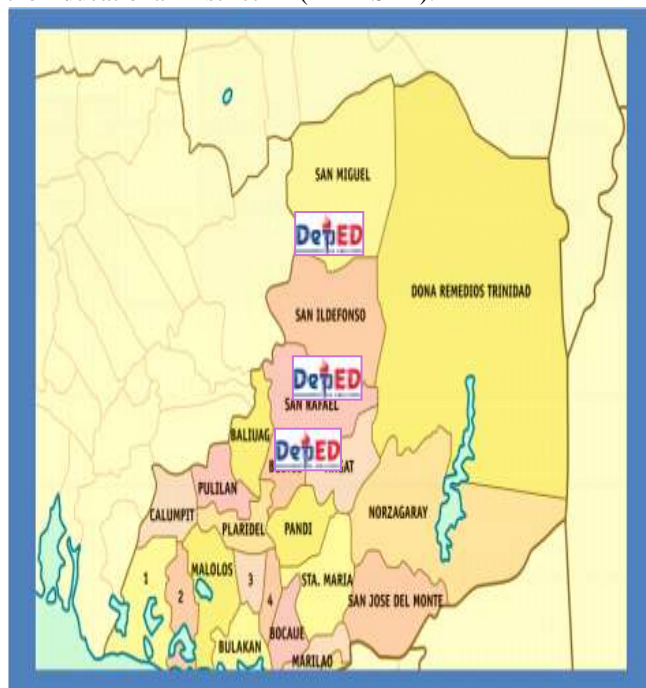 SAN MIGUEL
DepED
DONA REMEDIOS TRINIDAD
SAN ILDEFONSO
DepED
SAN RAFAEL
BALIUAG
DepED
PULILAN
CALUMPIT
PLARIDEL
PANDI
NORZAGARAY
MALOLOS
1
2
3
4
STA. MARIA
SAN JOSE DEL MONTE
BOCAUE
BULAKAN
MARILAO